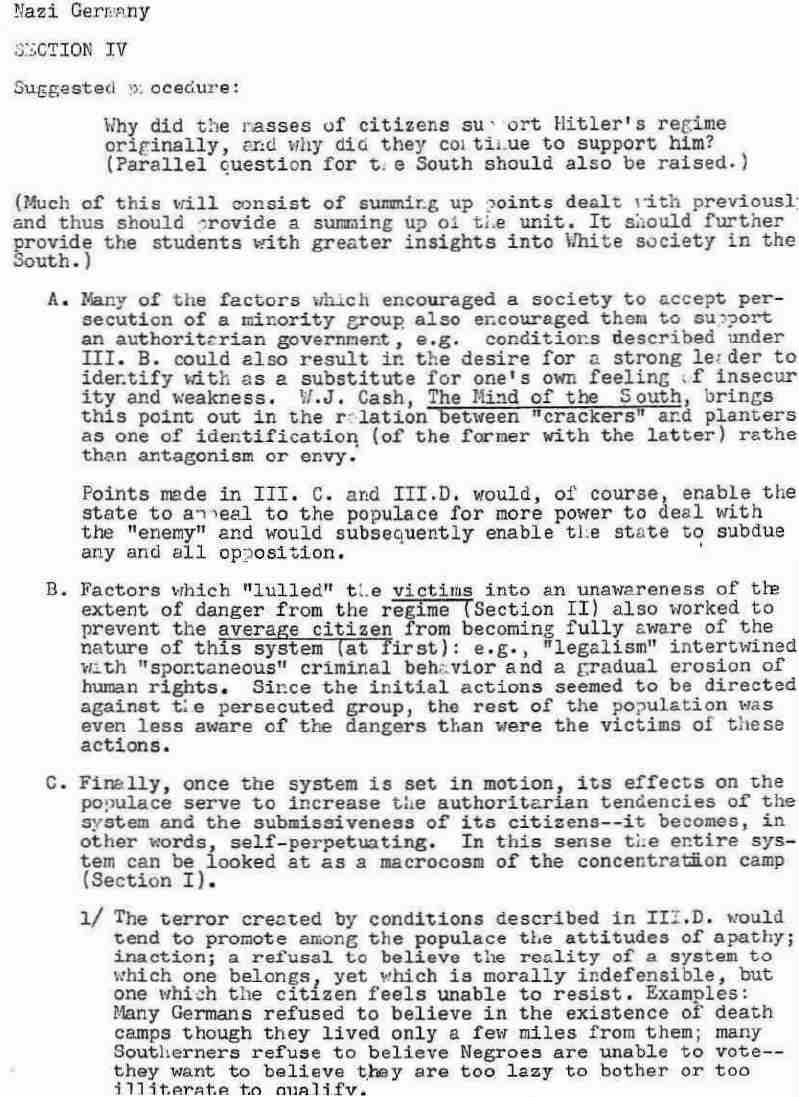 Nazi Germany
SECTION IV
Suggested procedure:
Why did the masses of citizens support Hitler's regime
originally, and why did they continue to support him?
(Parallel question for the South should also be raised.)
(Much of this will consist of summing up points dealt with previousl
and thus should provide a summing up of the unit. It should further
provide the students with greater insights into White society in the
South.)
A. Many of the factors which encouraged a society to accept per-
secution of a minority group also encouraged them to support
an authoritarian government, e.g. conditions described under
III. B. could also result in the desire for a strong leader to
identify with as a substitute for one's own feeling of insecur
ity and weakness. W.J. Cash, The Mind of the South, brings
this point out in the relation between "crackers" and planters
as one of identification (of the former with the latter) rathe
than antagonism or envy.
Points made in III. C. and III.D. would, of course, enable the
state to appeal to the populace for more power to deal with
the "enemy" and would subsequently enable the state to subdue
any and all opposition.
B. Factors which "lulled" the victims into an unawareness of the
extent of danger from the regime (Section II) also worked to
prevent the average citizen from becoming fully aware of the
nature of this system (at first): e.g., "legalism" intertwined
with "spontaneous" criminal behavior and a gradual erosion of
human rights. Since the initial actions seemed to be directed
against the persecuted group, the rest of the population was
even less aware of the dangers than were the victims of these
actions.
C. Finally, once the system is set in motion, its effects on the
populace serve to increase the authoritarian tendencies of the
system and the submissiveness of its citizens--it becomes, in
other words, self-perpetuating. In this sense the entire sys-
tem can be looked at as a macrocosm of the concentration camp
(Section I).
1/ The terror created by conditions described in III.D. would
tend to promote among the populace the attitudes of apathy;
inaction; a refusal to believe the reality of a system to
which one belongs, yet which is morally indefensible, but
one which the citizen feels unable to resist. Examples:
Many Germans refused to believe in the existence of death
camps though they lived only a few miles from them; many
Southerners refuse to believe Negroes are unable to vote--
they want to believe they are too lazy to bother or too
illiterate to qualify.